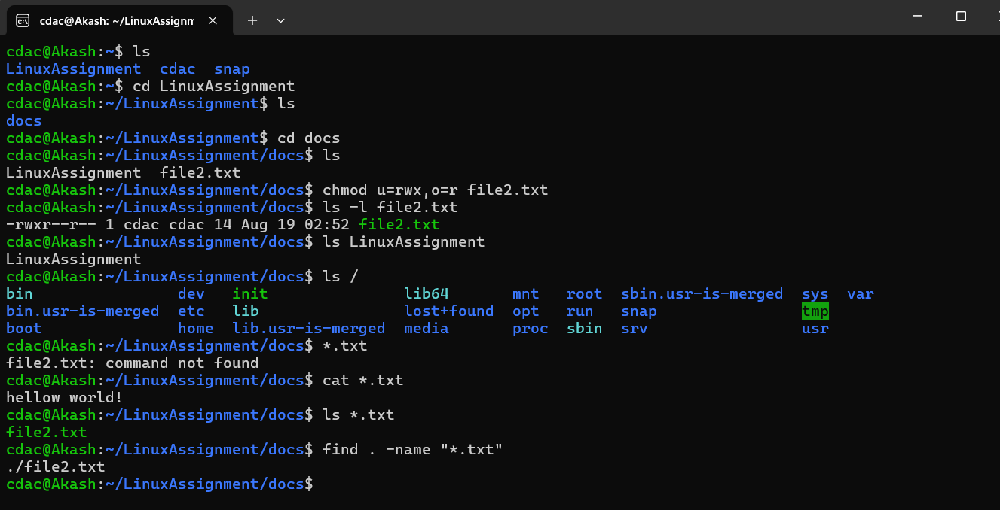 cdac@Akash: ~/LinuxAssignm
cdac@Akash:~$ ls
LinuxAssignment  cdac  snap
cdac@Akash:~$ cd LinuxAssignment
cdac@Akash:~/LinuxAssignment$ ls
docs
cdac@Akash:~/LinuxAssignment$ cd docs
cdac@Akash:~/LinuxAssignment/docs$ ls
LinuxAssignment  file2.txt
cdac@Akash:~/LinuxAssignment/docs$ chmod u=rwx,o=r file2.txt
cdac@Akash:~/LinuxAssignment/docs$ ls -l file2.txt
-rwxr--r-- 1 cdac cdac 14 Aug 19 02:52 file2.txt
cdac@Akash:~/LinuxAssignment/docs$ ls LinuxAssignment
LinuxAssignment
cdac@Akash:~/LinuxAssignment/docs$ ls /
bin                dev   init               lib64       mnt   root  sbin.usr-is-merged  sys  var
bin.usr-is-merged  etc   lib                lost+found  opt   run   snap                tmp
boot               home  lib.usr-is-merged  media       proc  sbin  srv                 usr
cdac@Akash:~/LinuxAssignment/docs$ *.txt
file2.txt: command not found
cdac@Akash:~/LinuxAssignment/docs$ cat *.txt
hellow world!
cdac@Akash:~/LinuxAssignment/docs$ ls *.txt
file2.txt
cdac@Akash:~/LinuxAssignment/docs$ find . -name "*.txt"
./file2.txt
cdac@Akash:~/LinuxAssignment/docs$